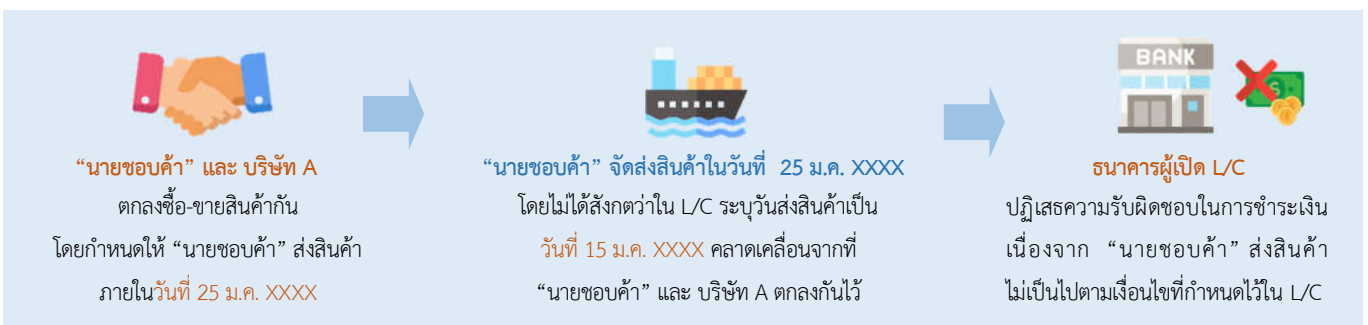 BANK
“นายชอบค้า” และ บริษัท A
ตกลงซื้อ-ขายสินค้ากัน
โดยกำหนดให้ “นายชอบค้า” ส่งสินค้า
ภายในวันที่ 25 ม.ค. XXXX
“นายชอบค้า” จัดส่งสินค้าในวันที่ 25 ม.ค. XXXX
โดยไม่ได้สังกตว่าใน L/C ระบุวันส่งสินค้าเป็น
วันที่ 15 ม.ค. XXXX คลาดเคลื่อนจากที่
“นายชอบค้า” และ บริษัท A ตกลงกันไว้
ธนาคารผู้เปิด L/C
ปฏิเสธความรับผิดชอบในการชำระเงิน
เนื่องจาก “นายชอบค้า” ส่งสินค้า
ไม่เป็นไปตามเงื่อนไขที่กำหนดไว้ใน L/C